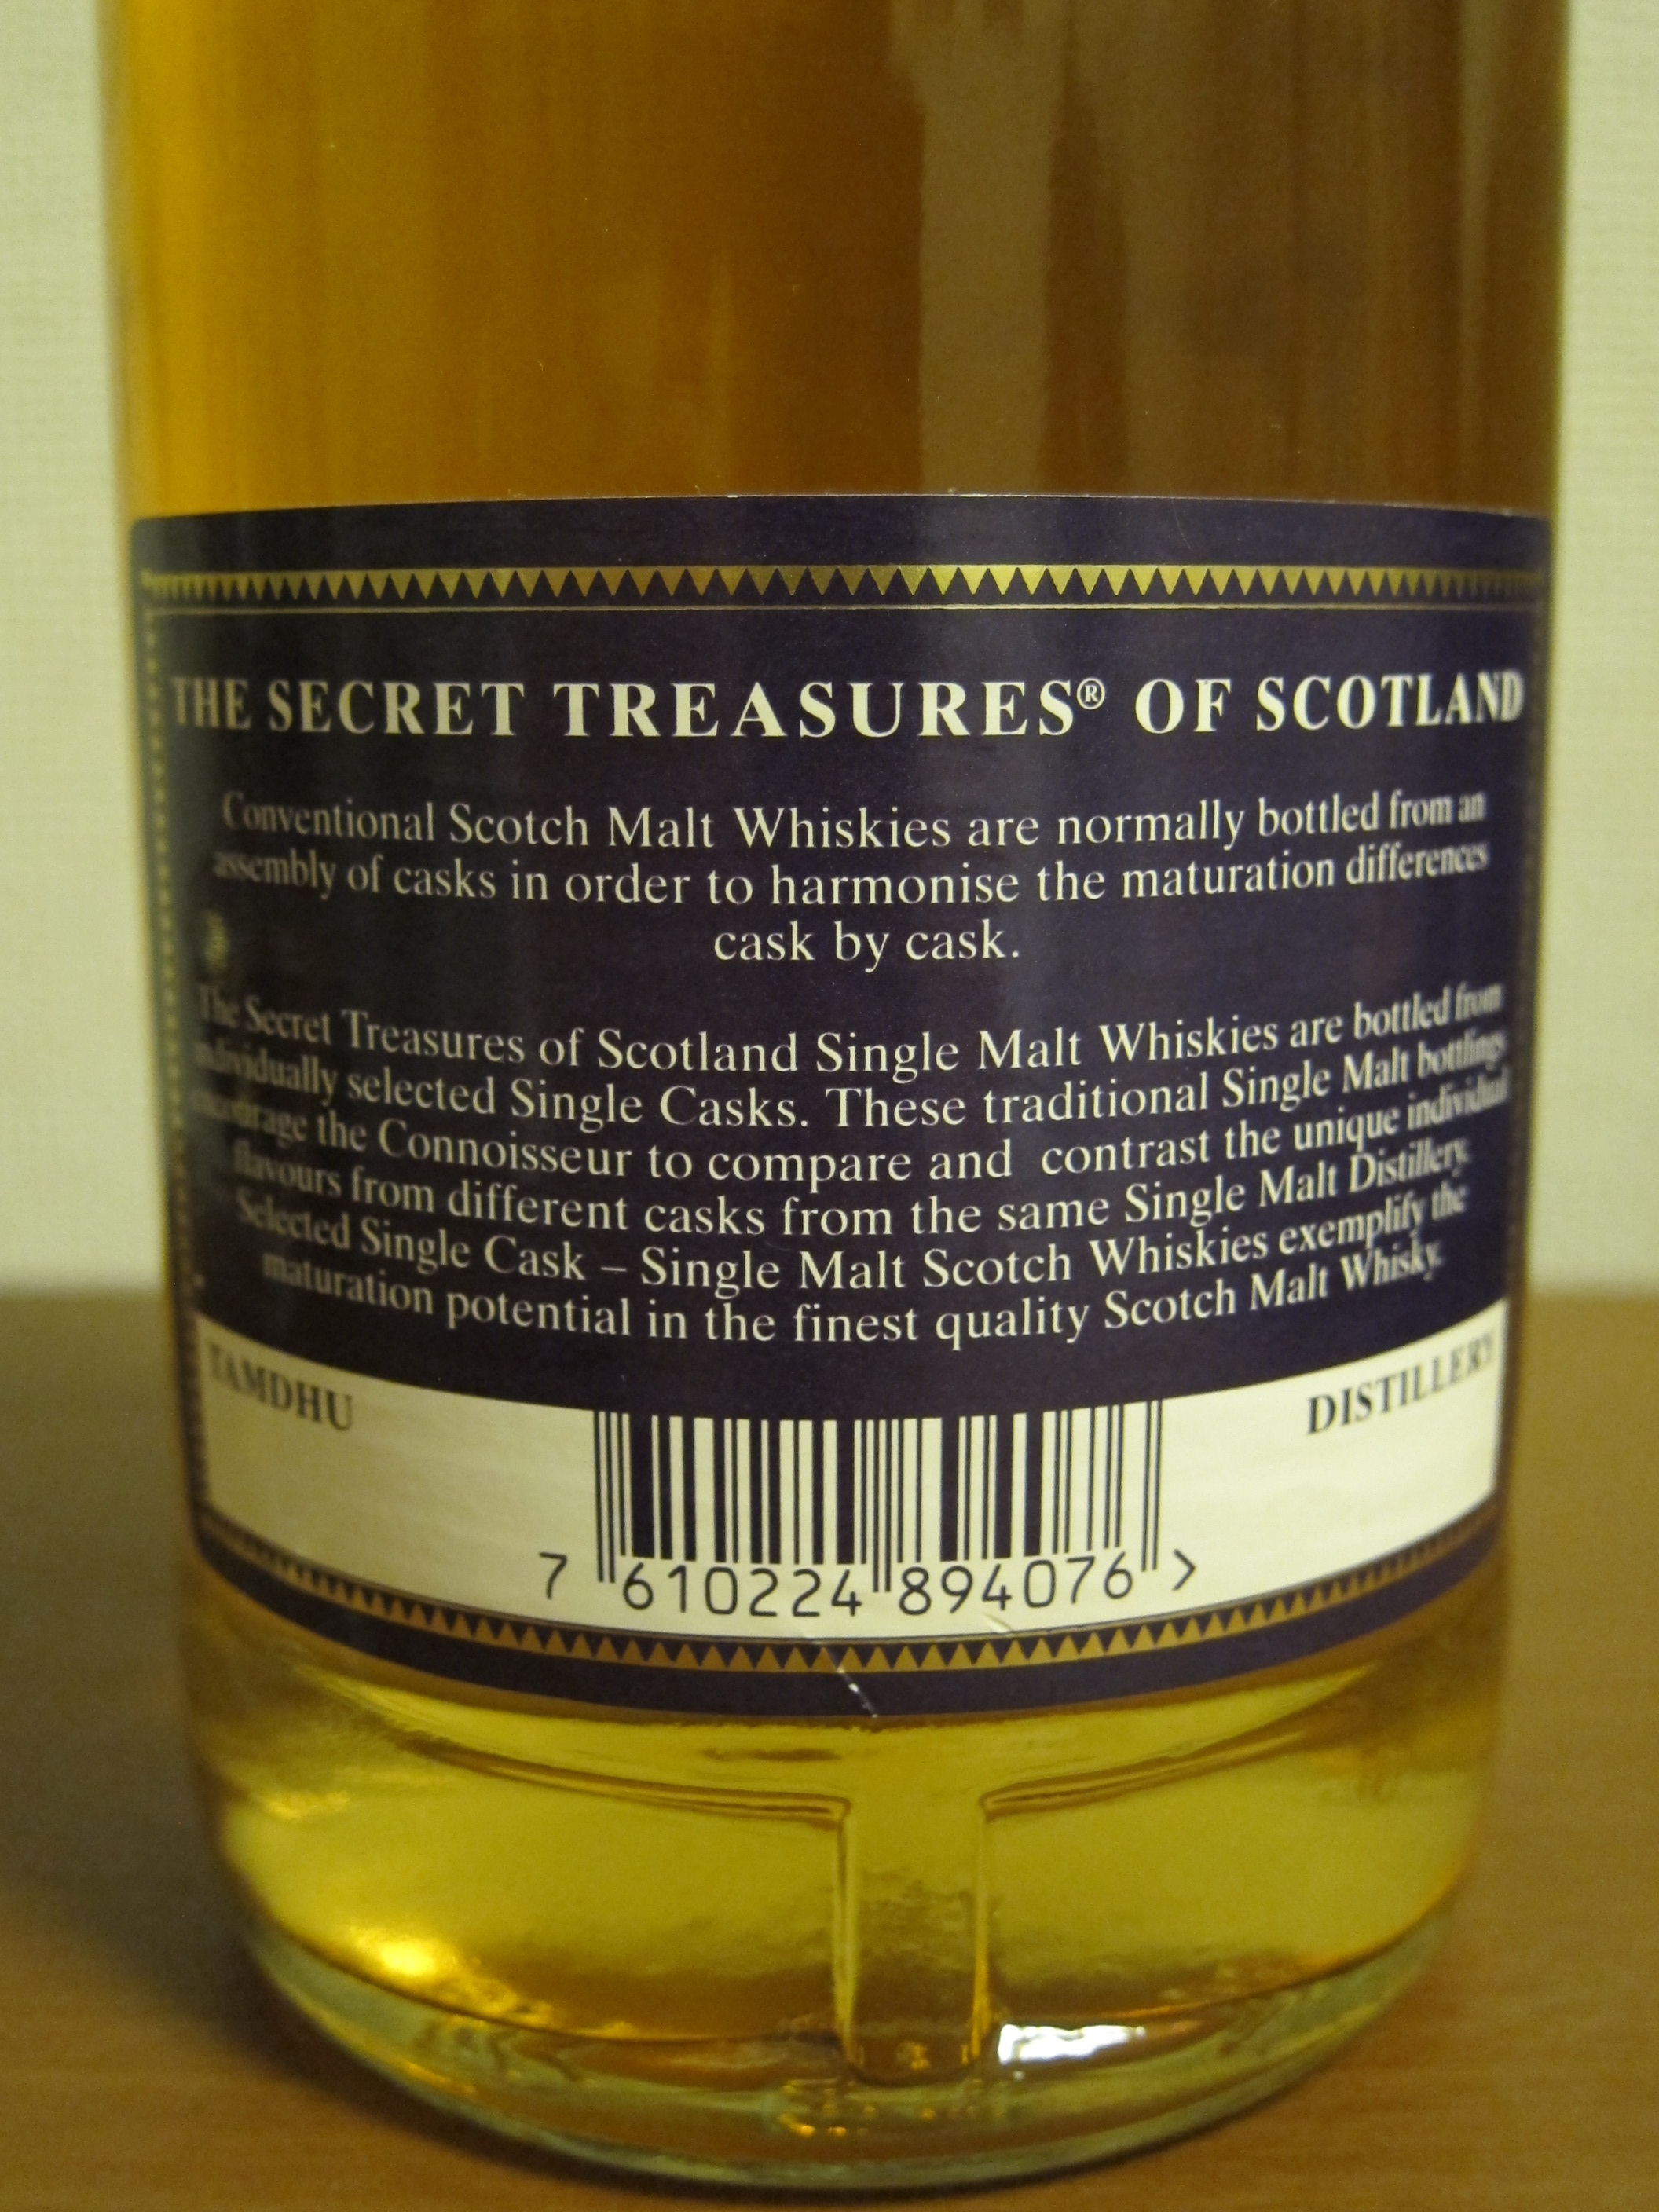 THE SECRET TREASURES® OF SCOTLAND
Conventional Scotch Malt Whiskies are normally bottled from an
assembly of casks in order to harmonise the maturation differences
cask by cask.
The Secret Treasures of Scotland Single Malt Whiskies are bottled from
individually selected Single Casks. These traditional Single Malt bottlings
encourage the Connoisseur to compare and contrast the unique individual
flavours from different casks from the same Single Malt Distillery.
Selected Single Cask – Single Malt Scotch Whiskies exemplify the
maturation potential in the finest quality Scotch Malt Whisky.
TAMDHU DISTILLERY
7 610224 894076 >